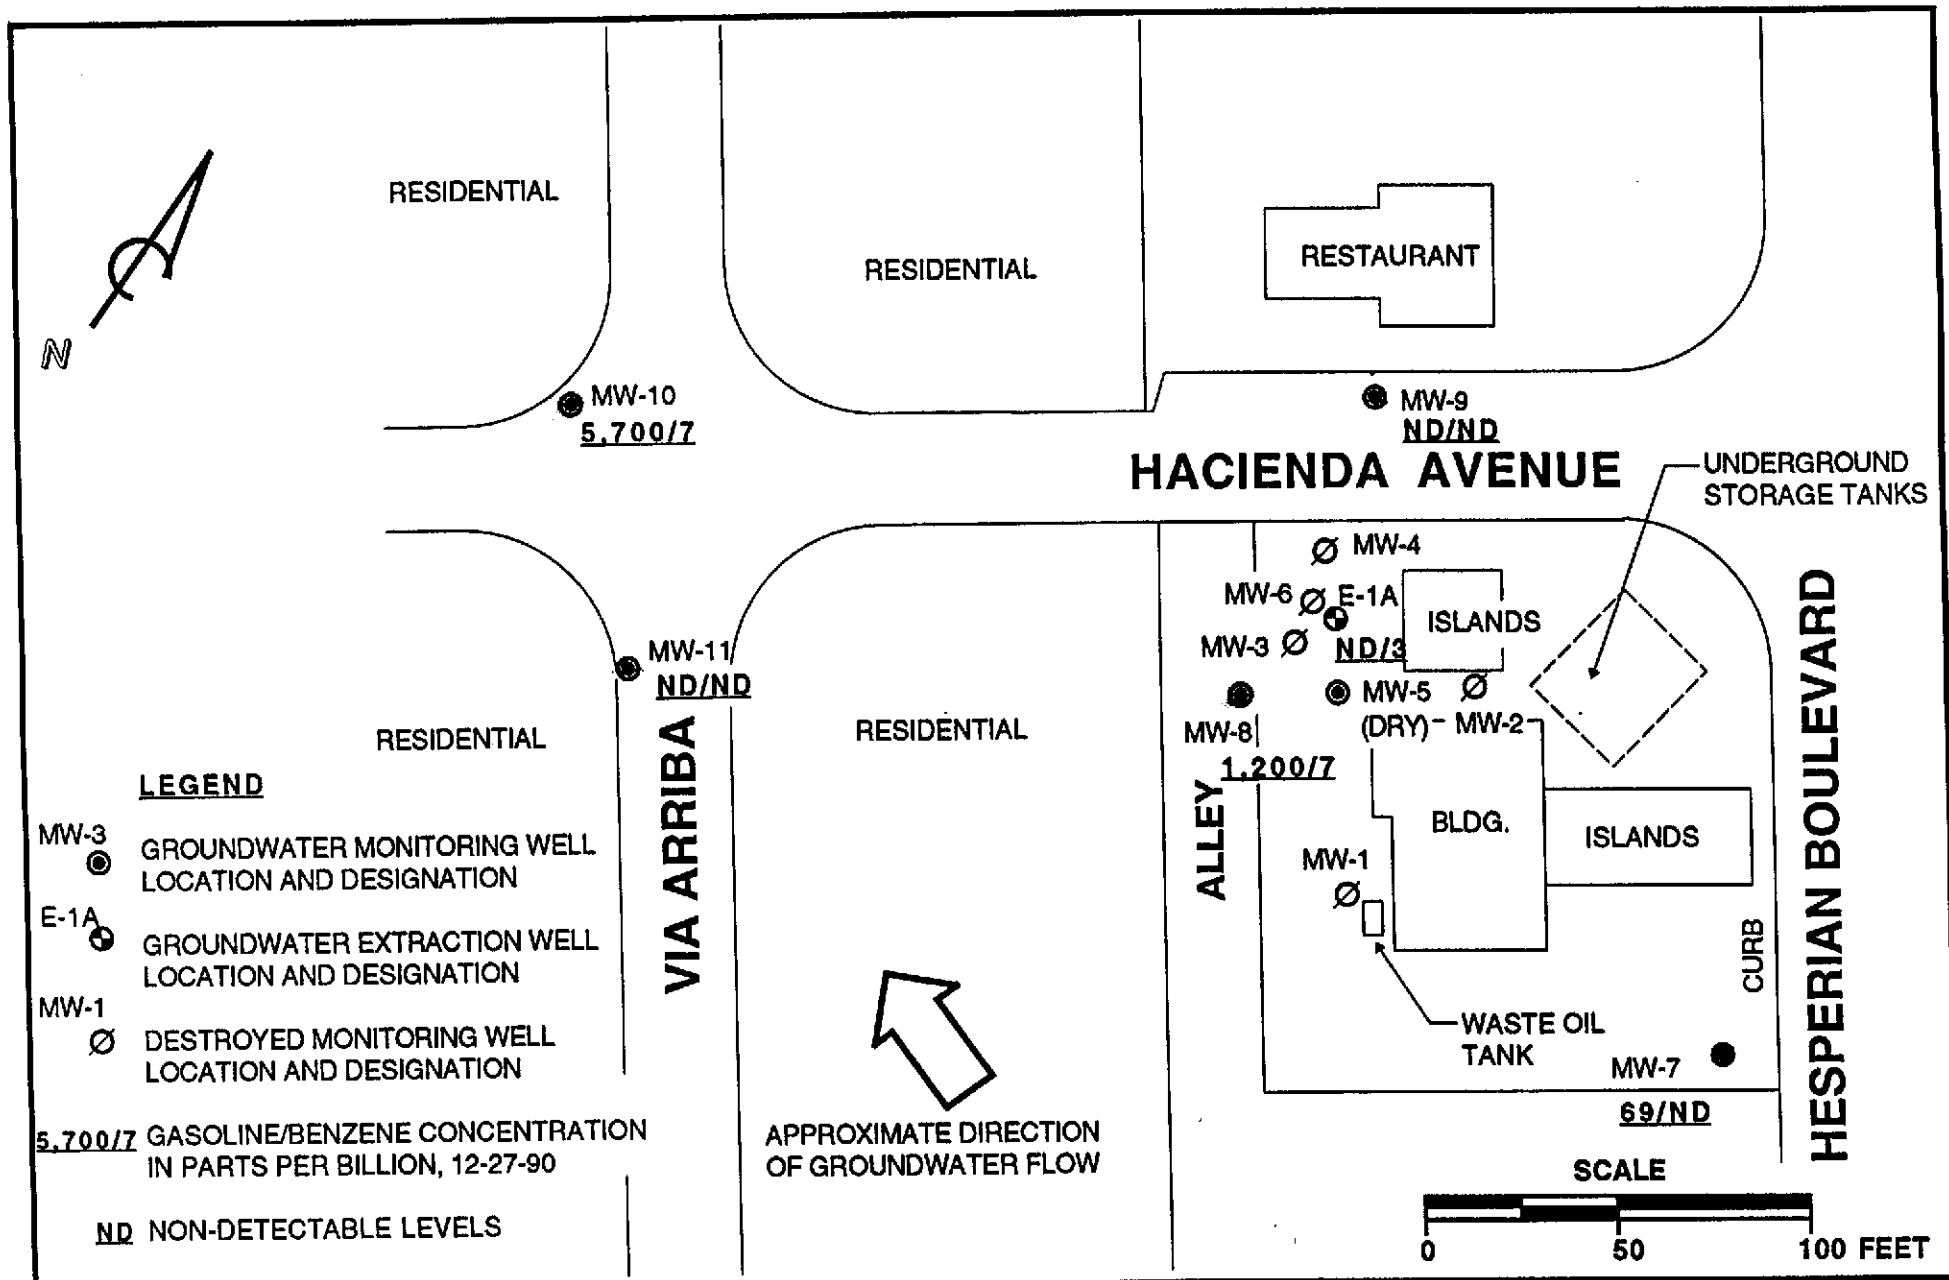 RESIDENTIAL
RESIDENTIAL
RESTAURANT
N
MW-10
5,700/7
MW-9
ND/ND
HACIENDA AVENUE
UNDERGROUND
STORAGE TANKS
MW-4
MW-6
E-1A
ISLANDS
MW-3
ND/3
MW-11
ND/ND
MW-5
(DRY)
MW-2
MW-8
1,200/7
RESIDENTIAL
RESIDENTIAL
VIA ARRIBA
ALLEY
BLDG.
ISLANDS
MW-1
CURB
HESPERIAN BOULEVARD
WASTE OIL
TANK
MW-7
69/ND
LEGEND
MW-3
GROUNDWATER MONITORING WELL
LOCATION AND DESIGNATION
E-1A
GROUNDWATER EXTRACTION WELL
LOCATION AND DESIGNATION
MW-1
DESTROYED MONITORING WELL
LOCATION AND DESIGNATION
5,700/7 GASOLINE/BENZENE CONCENTRATION
IN PARTS PER BILLION, 12-27-90
ND NON-DETECTABLE LEVELS
APPROXIMATE DIRECTION
OF GROUNDWATER FLOW
SCALE
0 50 100 FEET